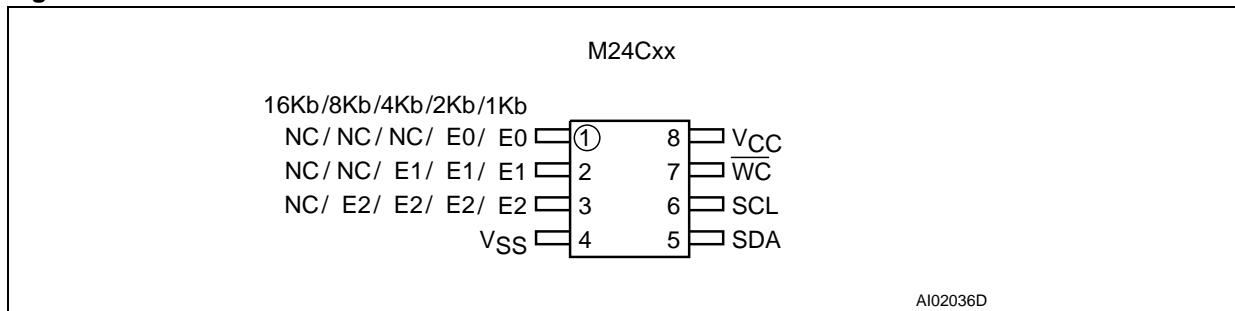 M24Cxx
16Kb/8Kb/4Kb/2Kb/1Kb
NC/ NC/ NC/ E0/ E0 1 8 VCC
NC/ NC/ E1/ E1/ E1 2 7 W̅C̅
NC/ E2/ E2/ E2/ E2 3 6 SCL
VSS 4 5 SDA
AI02036D